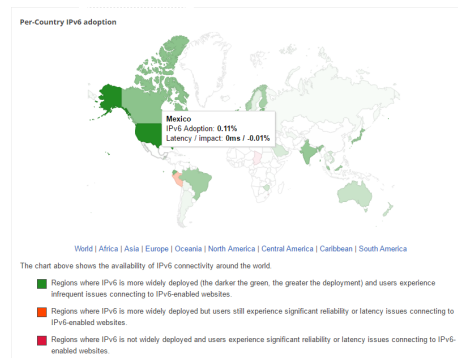 Per-Country IPv6 adoption
Mexico
IPv6 Adoption: 0.11%
Latency / impact: 0ms / -0.01%
World | Africa | Asia | Europe | Oceania | North America | Central America | Caribbean | South America
The chart above shows the availability of IPv6 connectivity around the world.
Regions where IPv6 is more widely deployed (the darker the green, the greater the deployment) and users experience
infrequent issues connecting to IPv6-enabled websites.
Regions where IPv6 is more widely deployed but users still experience significant reliability or latency issues connecting to
IPv6-enabled websites.
Regions where IPv6 is not widely deployed and users experience significant reliability or latency issues connecting to IPv6-
enabled websites.